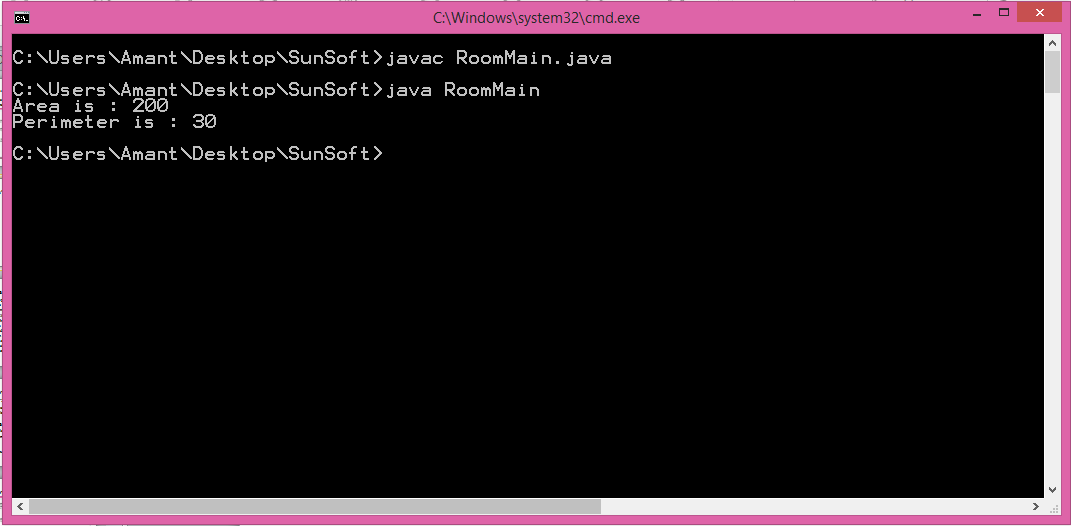 C:\Windows\system32\cmd.exe
C:\Users\Amant\Desktop\SunSoft>javac RoomMain.java
C:\Users\Amant\Desktop\SunSoft>java RoomMain
Area is : 200
Perimeter is : 30
C:\Users\Amant\Desktop\SunSoft>